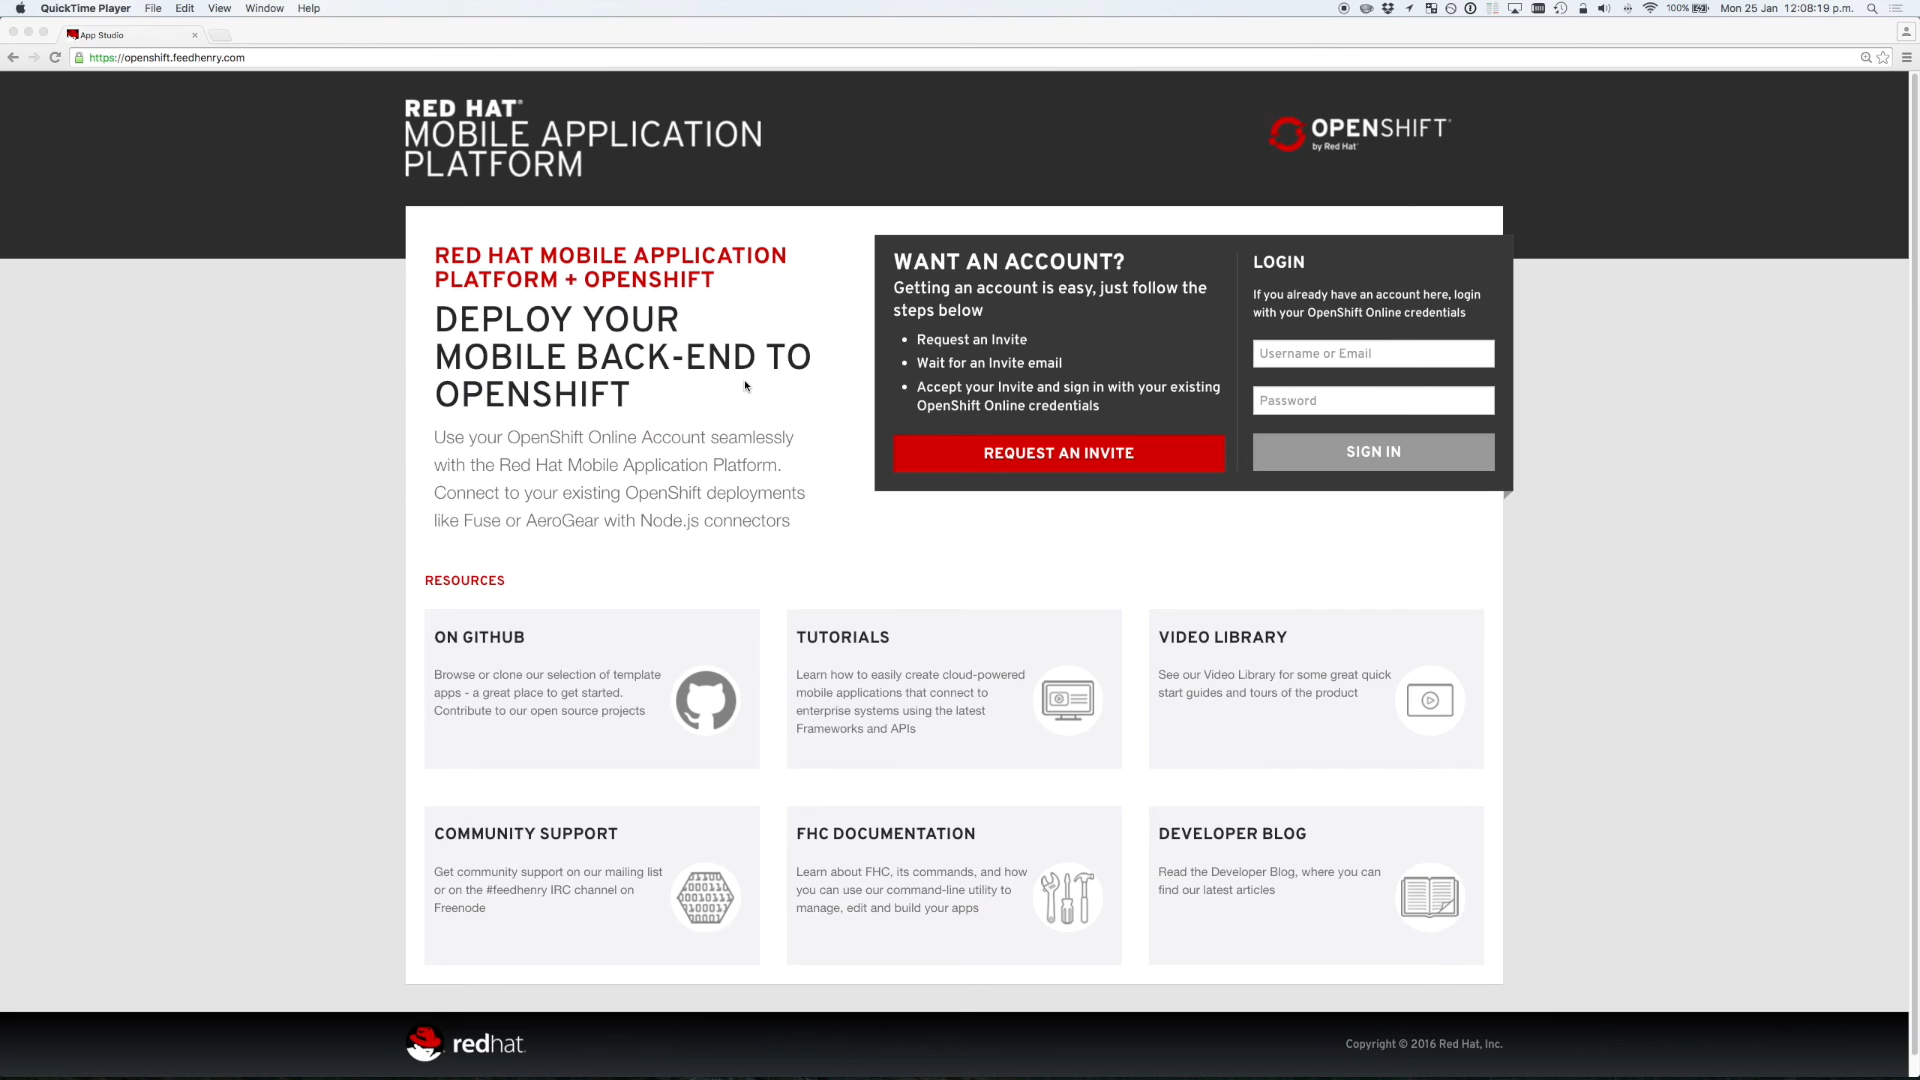 QuickTime Player File Edit View Window Help
100% Mon 25 Jan 12:08:19 p.m.
App Studio
https://openshift.feedhenry.com
RED HAT®
MOBILE APPLICATION
PLATFORM
OPENSHIFT
by Red Hat®
RED HAT MOBILE APPLICATION
PLATFORM + OPENSHIFT
DEPLOY YOUR
MOBILE BACK-END TO
OPENSHIFT
Use your OpenShift Online Account seamlessly
with the Red Hat Mobile Application Platform.
Connect to your existing OpenShift deployments
like Fuse or AeroGear with Node.js connectors
WANT AN ACCOUNT?
Getting an account is easy, just follow the
steps below
• Request an Invite
• Wait for an Invite email
• Accept your Invite and sign in with your existing
OpenShift Online credentials
REQUEST AN INVITE
LOGIN
If you already have an account here, login
with your OpenShift Online credentials
Username or Email
Password
SIGN IN
RESOURCES
ON GITHUB
Browse or clone our selection of template
apps - a great place to get started.
Contribute to our open source projects
TUTORIALS
Learn how to easily create cloud-powered
mobile applications that connect to
enterprise systems using the latest
Frameworks and APIs
VIDEO LIBRARY
See our Video Library for some great quick
start guides and tours of the product
COMMUNITY SUPPORT
Get community support on our mailing list
or on the #feedhenry IRC channel on
Freenode
FHC DOCUMENTATION
Learn about FHC, its commands, and how
you can use our command-line utility to
manage, edit and build your apps
DEVELOPER BLOG
Read the Developer Blog, where you can
find our latest articles
redhat.
Copyright © 2016 Red Hat, Inc.